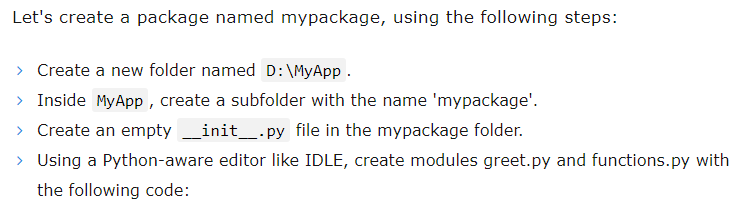 Let's create a package named mypackage, using the following steps:
> Create a new folder named D:\MyApp .
> Inside MyApp , create a subfolder with the name 'mypackage'.
> Create an empty __init__.py file in the mypackage folder.
> Using a Python-aware editor like IDLE, create modules greet.py and functions.py with
the following code: